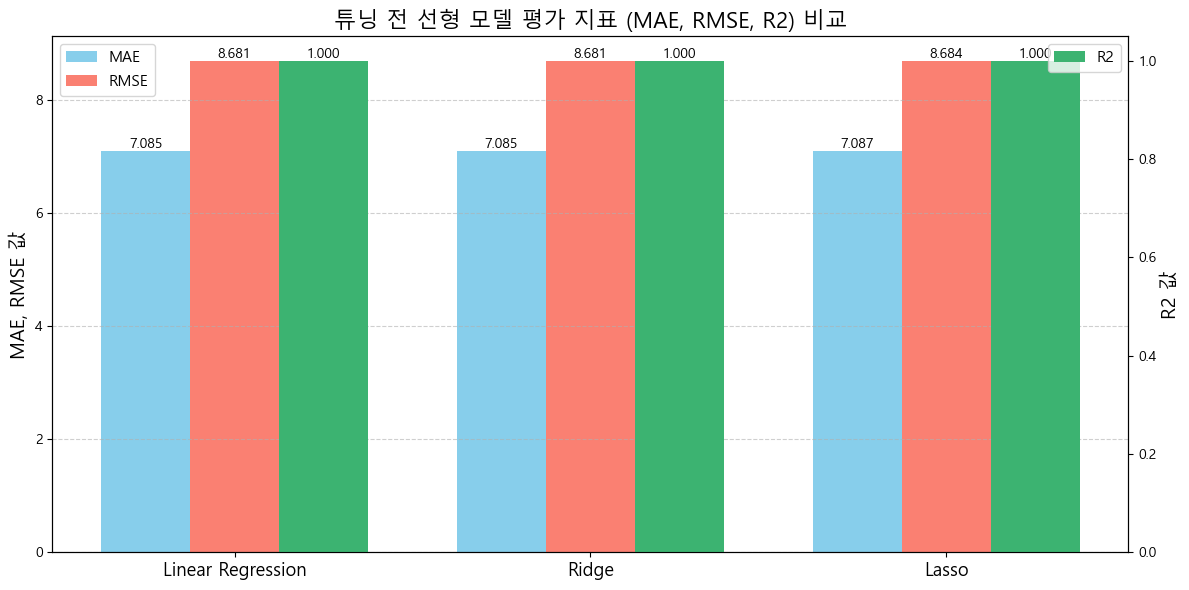 튜닝 전 선형 모델 평가 지표 (MAE, RMSE, R2) 비교
MAE
RMSE
R2
8.681
1.000
8.681
1.000
8.684
1.000
7.085
7.085
7.087
MAE, RMSE 값
8
6
4
2
0
R2 값
1.0
0.8
0.6
0.4
0.2
0.0
Linear Regression
Ridge
Lasso